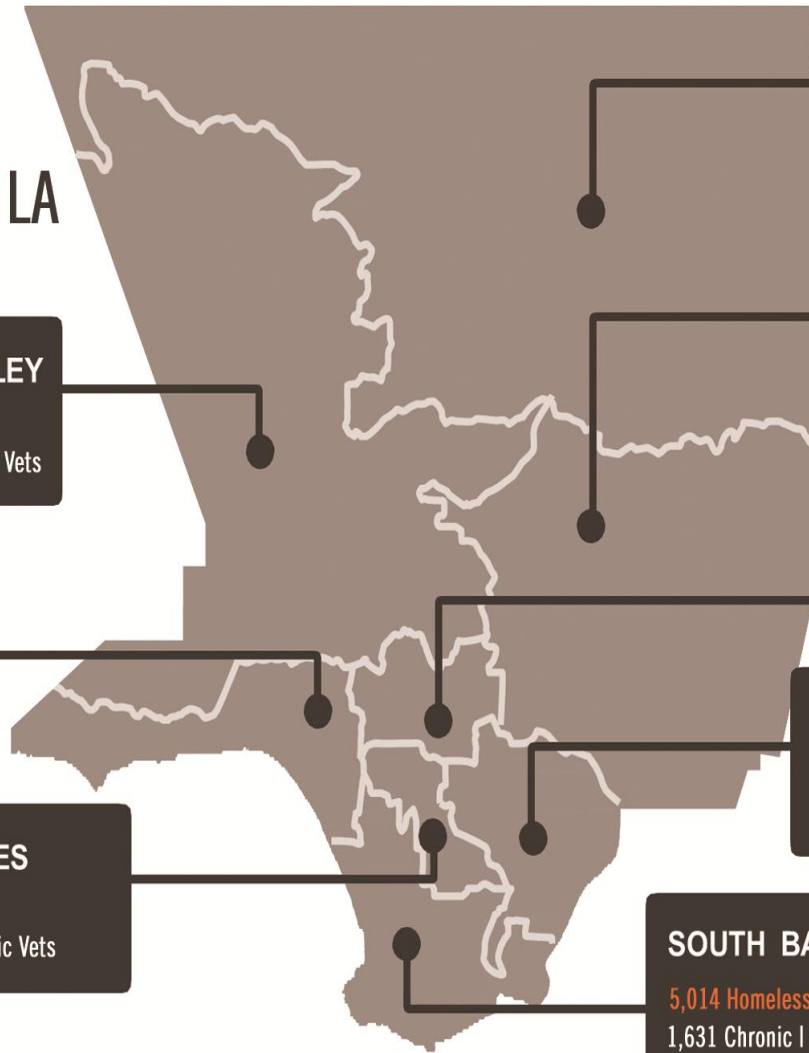 LA
LEY
Vets
ES
ic Vets
SOUTH BA
5,014 Homeless
1,631 Chronic I